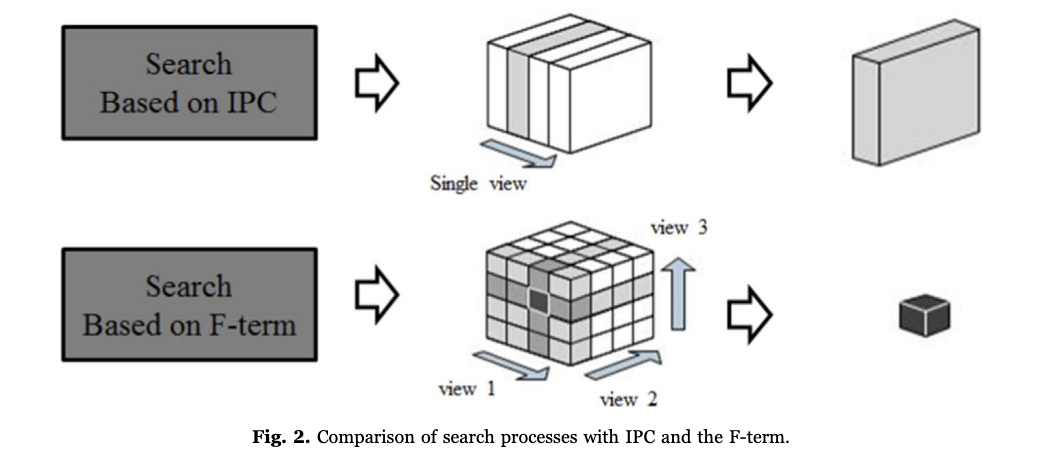 Search
Based on IPC
Single view
view 3
Search
Based on F-term
view 1
view 2
Fig. 2. Comparison of search processes with IPC and the F-term.